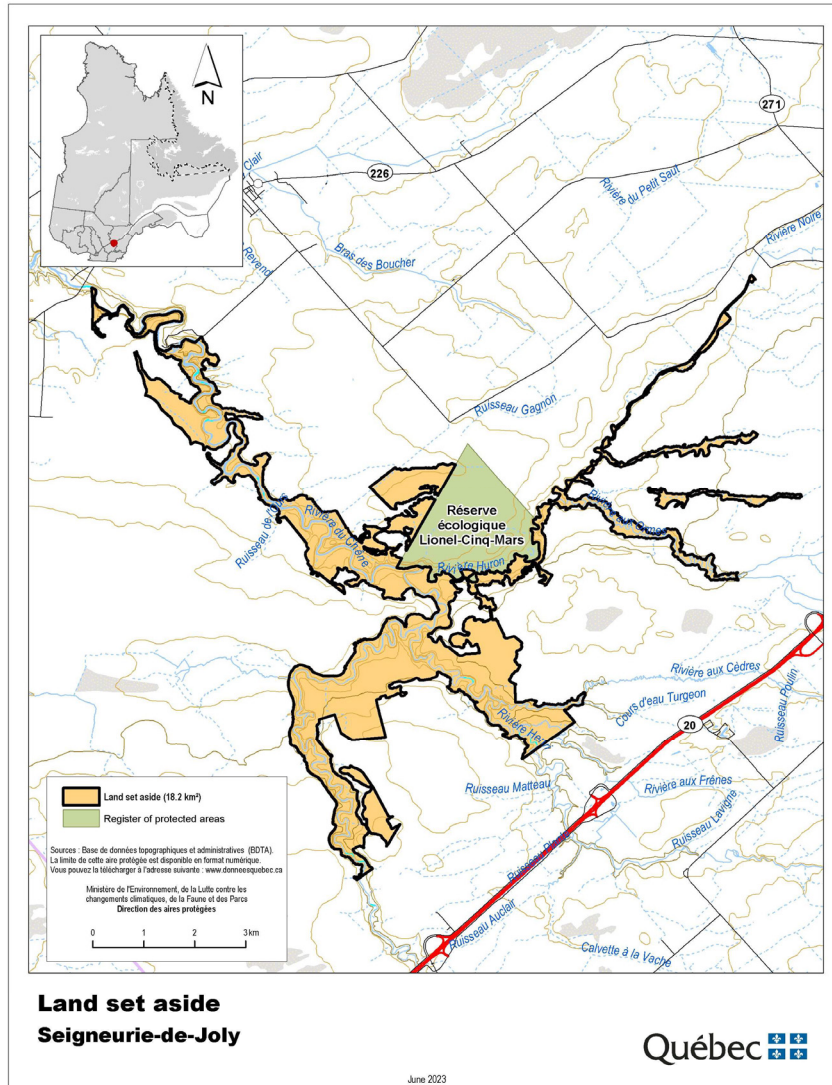 N
271
Clair
226
Rivière du Petit Saut
Rivière Noire
Bras des Boucher
Ruisseau Gagnon
Réserve
écologique
Lionel-Cinq-Mars
Rivière du Chêne
Rivière Huron
Rivière aux Cèdres
Cours d'eau Turgeon
Ruisseau Poulin
20
Ruisseau Matteau
Rivière aux Frênes
Ruisseau Lavigne
Ruisseau Auclair
Calvette à la Vache
Land set aside (18.2 km²)
Register of protected areas
Sources : Base de données topographiques et administratives (BDTA).
La limite de cette aire protégée est disponible en format numérique.
Vous pouvez la télécharger à l'adresse suivante : www.donneesquebec.ca
Ministère de l'Environnement, de la Lutte contre les
changements climatiques, de la Faune et des Parcs
Direction des aires protégées
0 1 2 3 km
Land set aside
Seigneurie-de-Joly
Québec
June 2023